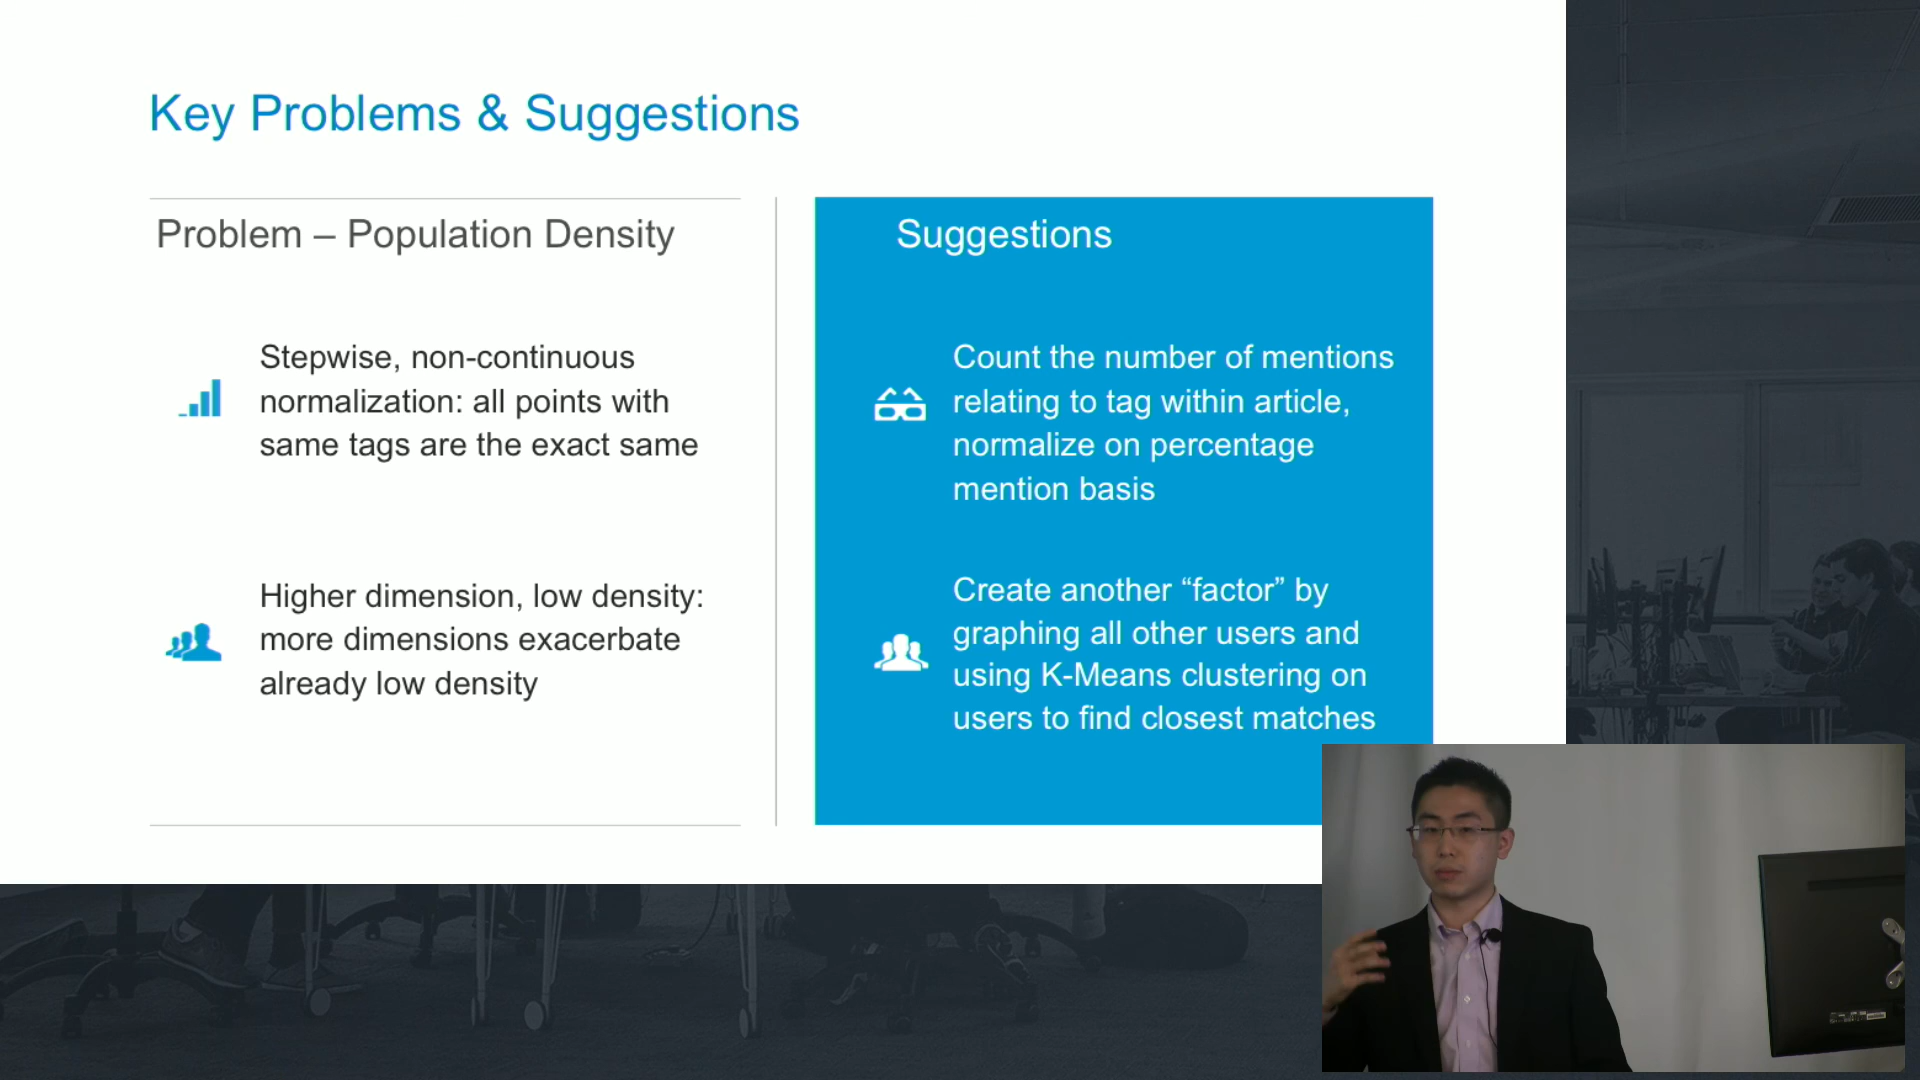 Key Problems & Suggestions
Problem – Population Density
Stepwise, non-continuous
normalization: all points with
same tags are the exact same
Higher dimension, low density:
more dimensions exacerbate
already low density
Suggestions
Count the number of mentions
relating to tag within article,
normalize on percentage
mention basis
Create another “factor” by
graphing all other users and
using K-Means clustering on
users to find closest matches